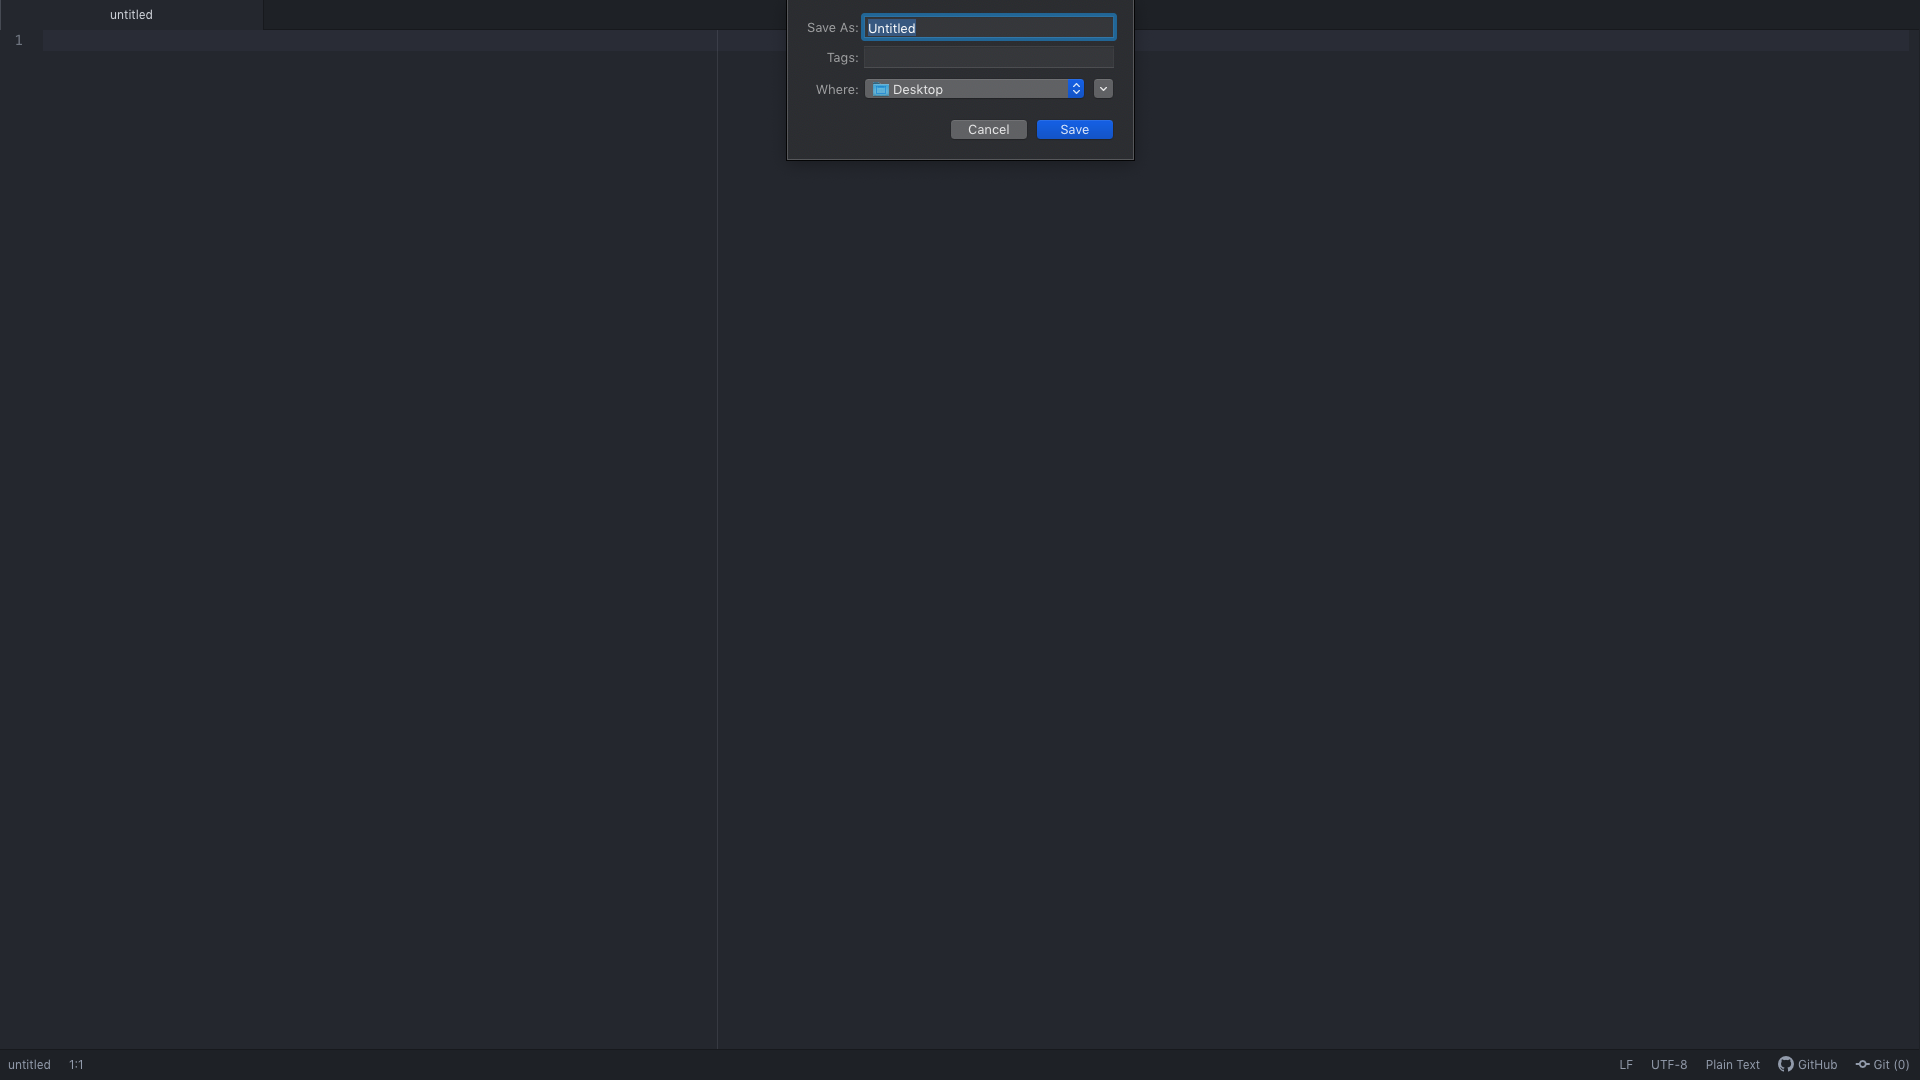 untitled
Save As: Untitled
1
Tags:
Where: Desktop
Cancel Save
untitled 1:1 LF UTF-8 Plain Text GitHub Git (0)